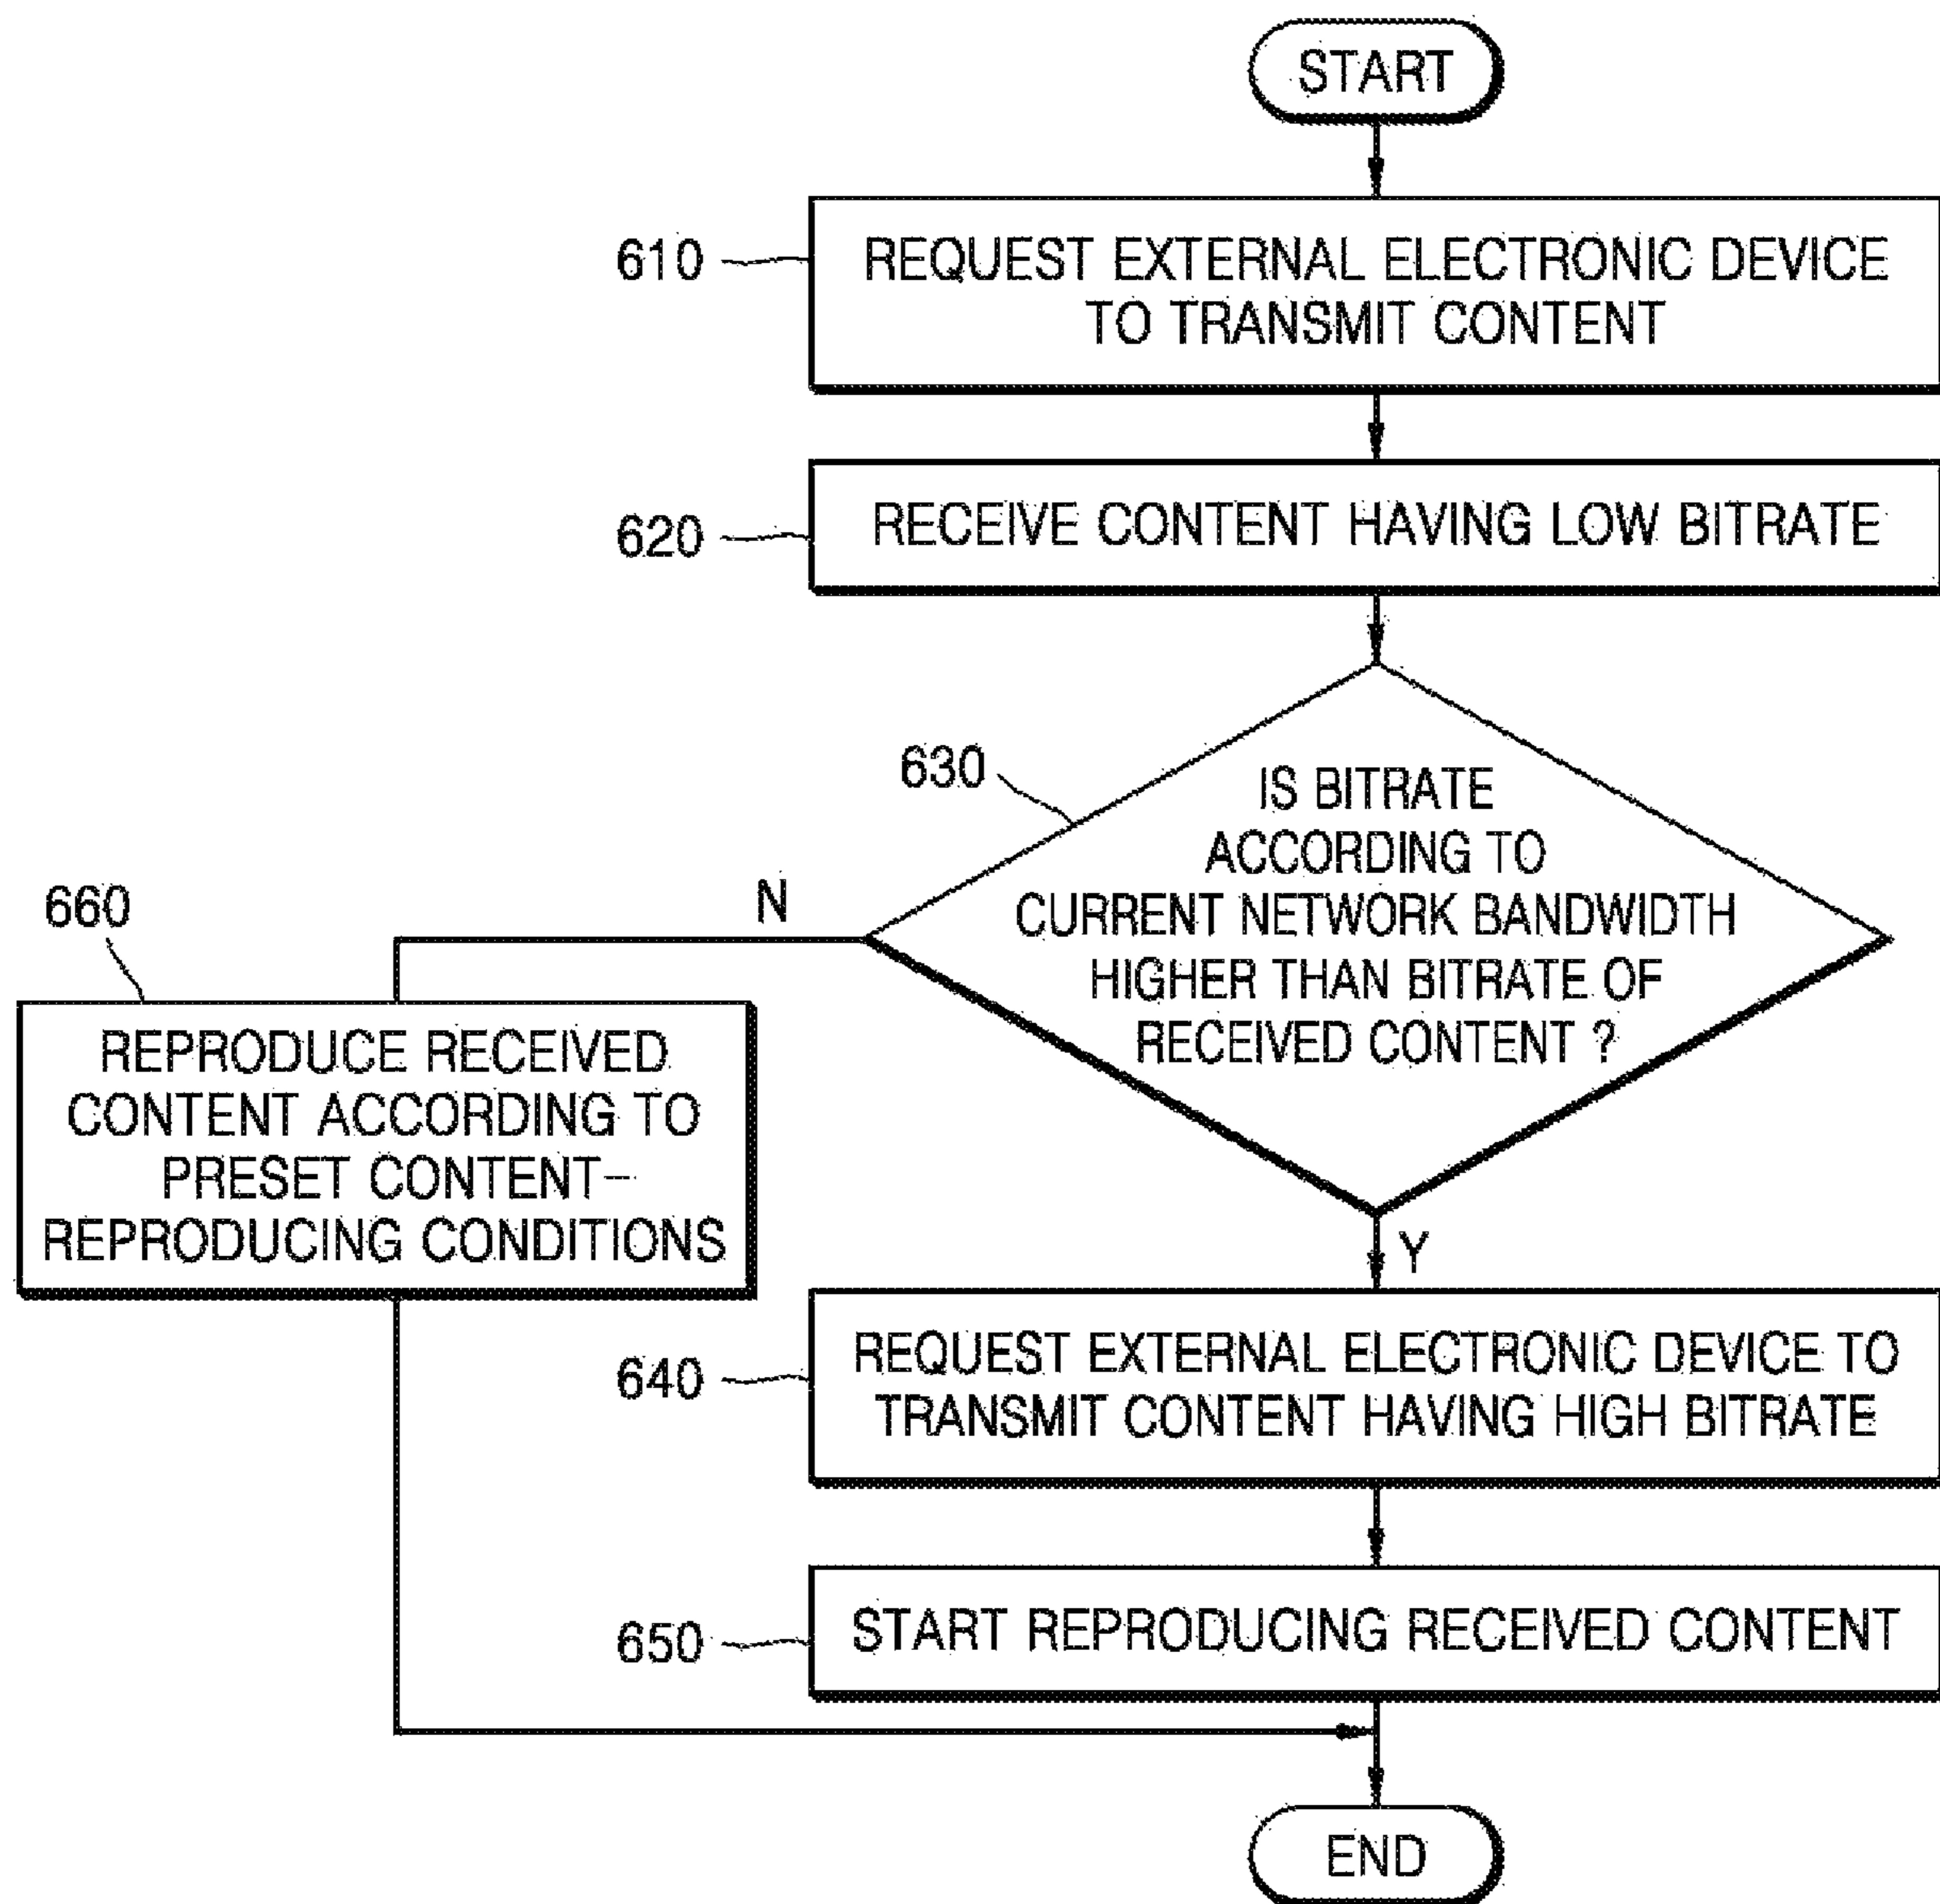 START
610
REQUEST EXTERNAL ELECTRONIC DEVICE
TO TRANSMIT CONTENT
620
RECEIVE CONTENT HAVING LOW BITRATE
630
IS BITRATE
ACCORDING TO
CURRENT NETWORK BANDWIDTH
HIGHER THAN BITRATE OF
RECEIVED CONTENT ?
N
660
REPRODUCE RECEIVED
CONTENT ACCORDING TO
PRESET CONTENT-
REPRODUCING CONDITIONS
Y
640
REQUEST EXTERNAL ELECTRONIC DEVICE TO
TRANSMIT CONTENT HAVING HIGH BITRATE
650
START REPRODUCING RECEIVED CONTENT
END